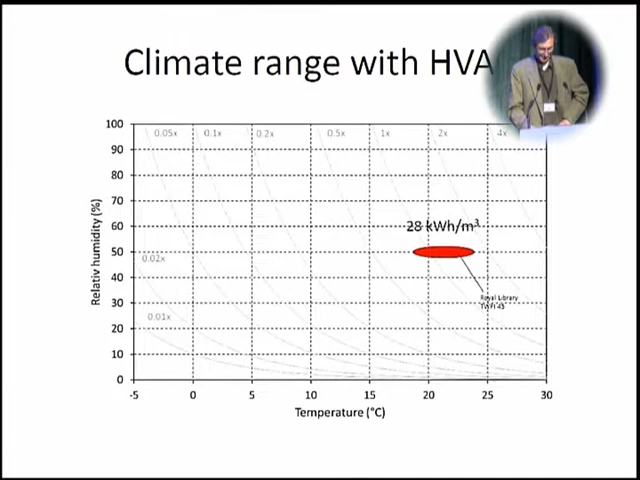 Climate range with HVA
100
90
80
70
60
50
40
30
20
10
0
Relativ humidity (%)
0.05x
0.1x
0.2x
0.5x
1x
2x
4x
0.02x
0.01x
28 kWh/m³
Royal Library
-5
0
5
10
15
20
25
30
Temperature (°C)